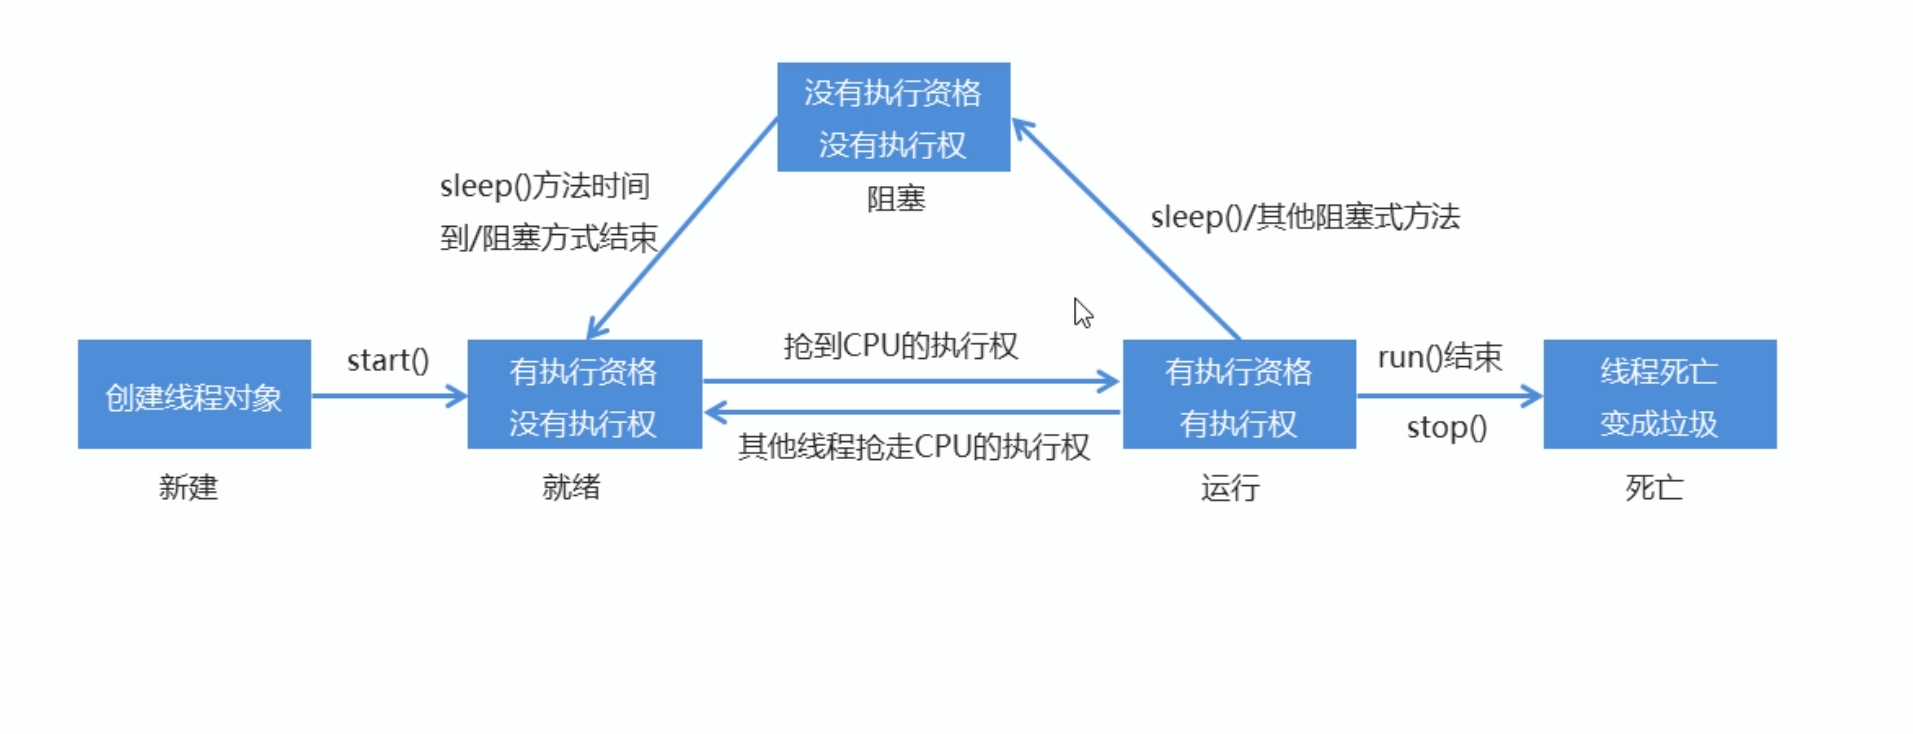 没有执行资格
没有执行权
阻塞
sleep()方法时间
到/阻塞方式结束
sleep()/其他阻塞式方法
创建线程对象
新建
start()
有执行资格
没有执行权
就绪
抢到CPU的执行权
其他线程抢走CPU的执行权
有执行资格
有执行权
运行
run()结束
stop()
线程死亡
变成垃圾
死亡